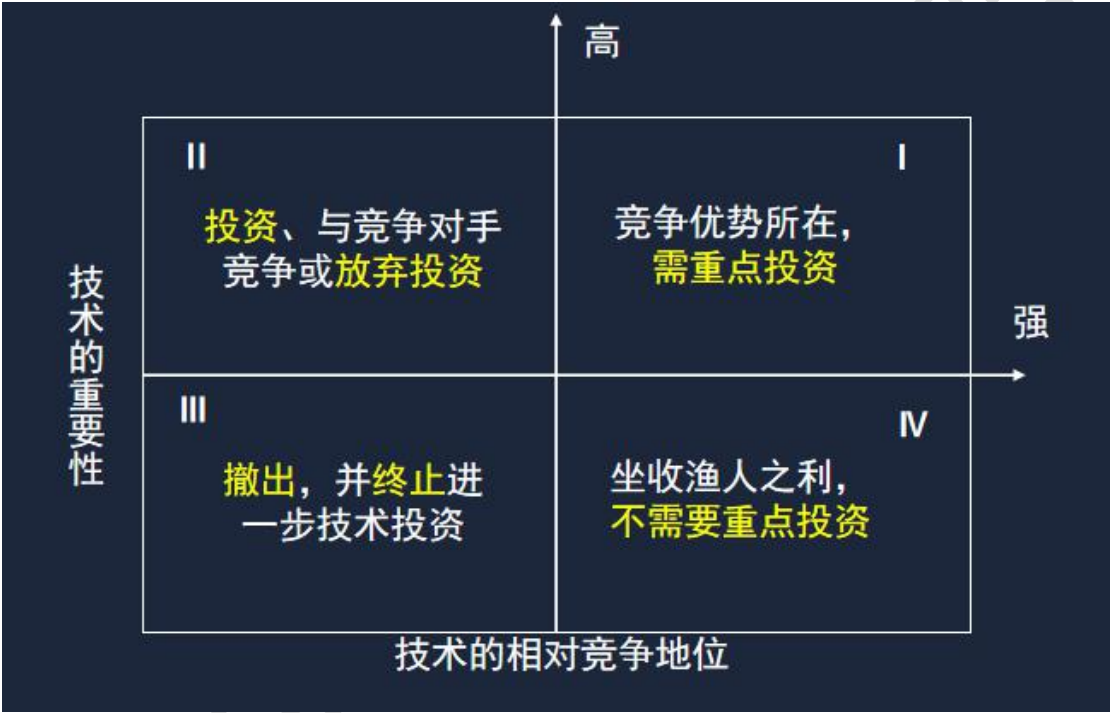 高
II
I
投资、与竞争对手
竞争或放弃投资
竞争优势所在，
需重点投资
技术的重要性
强
III
IV
撤出，并终止进
一步技术投资
坐收渔人之利，
不需要重点投资
技术的相对竞争地位